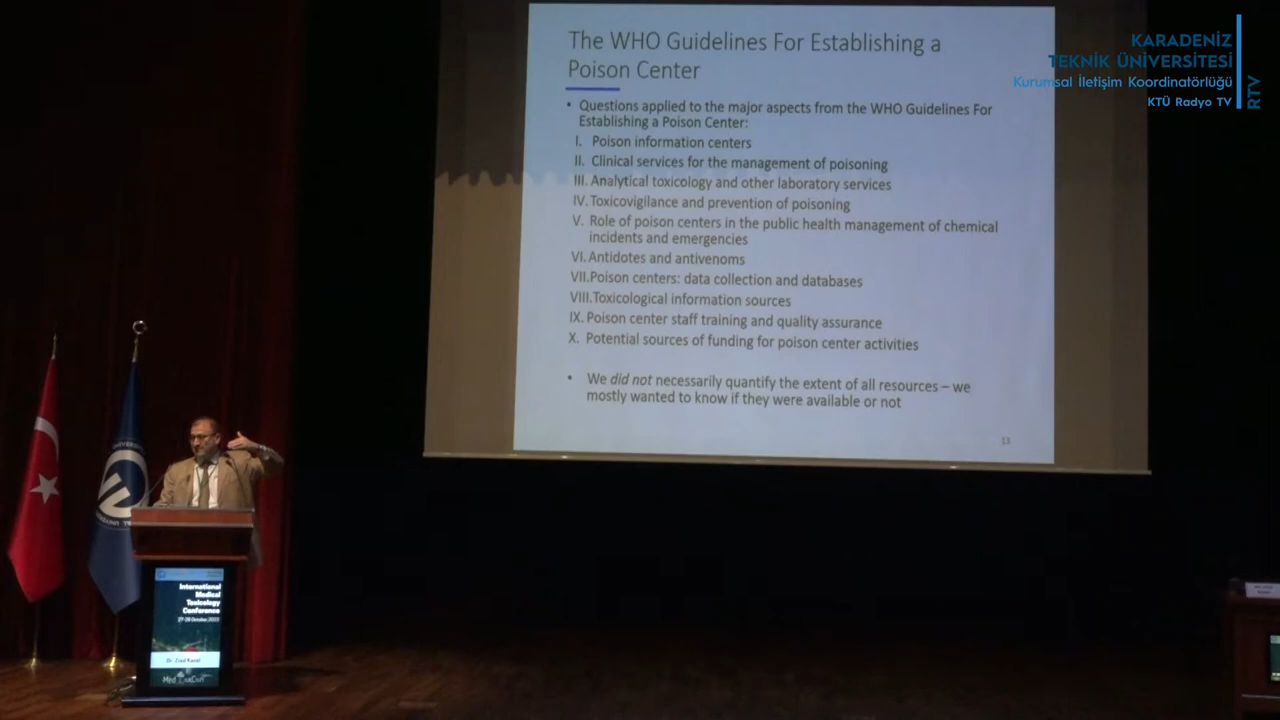 The WHO Guidelines For Establishing a
Poison Center
• Questions applied to the major aspects from the WHO Guidelines For
Establishing a Poison Center:
I. Poison information centers
II. Clinical services for the management of poisoning
III. Analytical toxicology and other laboratory services
IV. Toxicovigilance and prevention of poisoning
V. Role of poison centers in the public health management of chemical
incidents and emergencies
VI. Antidotes and antivenoms
VII. Poison centers: data collection and databases
VIII. Toxicological information sources
IX. Poison center staff training and quality assurance
X. Potential sources of funding for poison center activities
• We did not necessarily quantify the extent of all resources – we
mostly wanted to know if they were available or not
13
KARADENİZ
TEKNİK ÜNİVERSİTESİ
Kurumsal İletişim Koordinatörlüğü
KTÜ Radyo TV
RTV
International
Medical
Toxicology
Conference
Dr. Ziad Kazzi